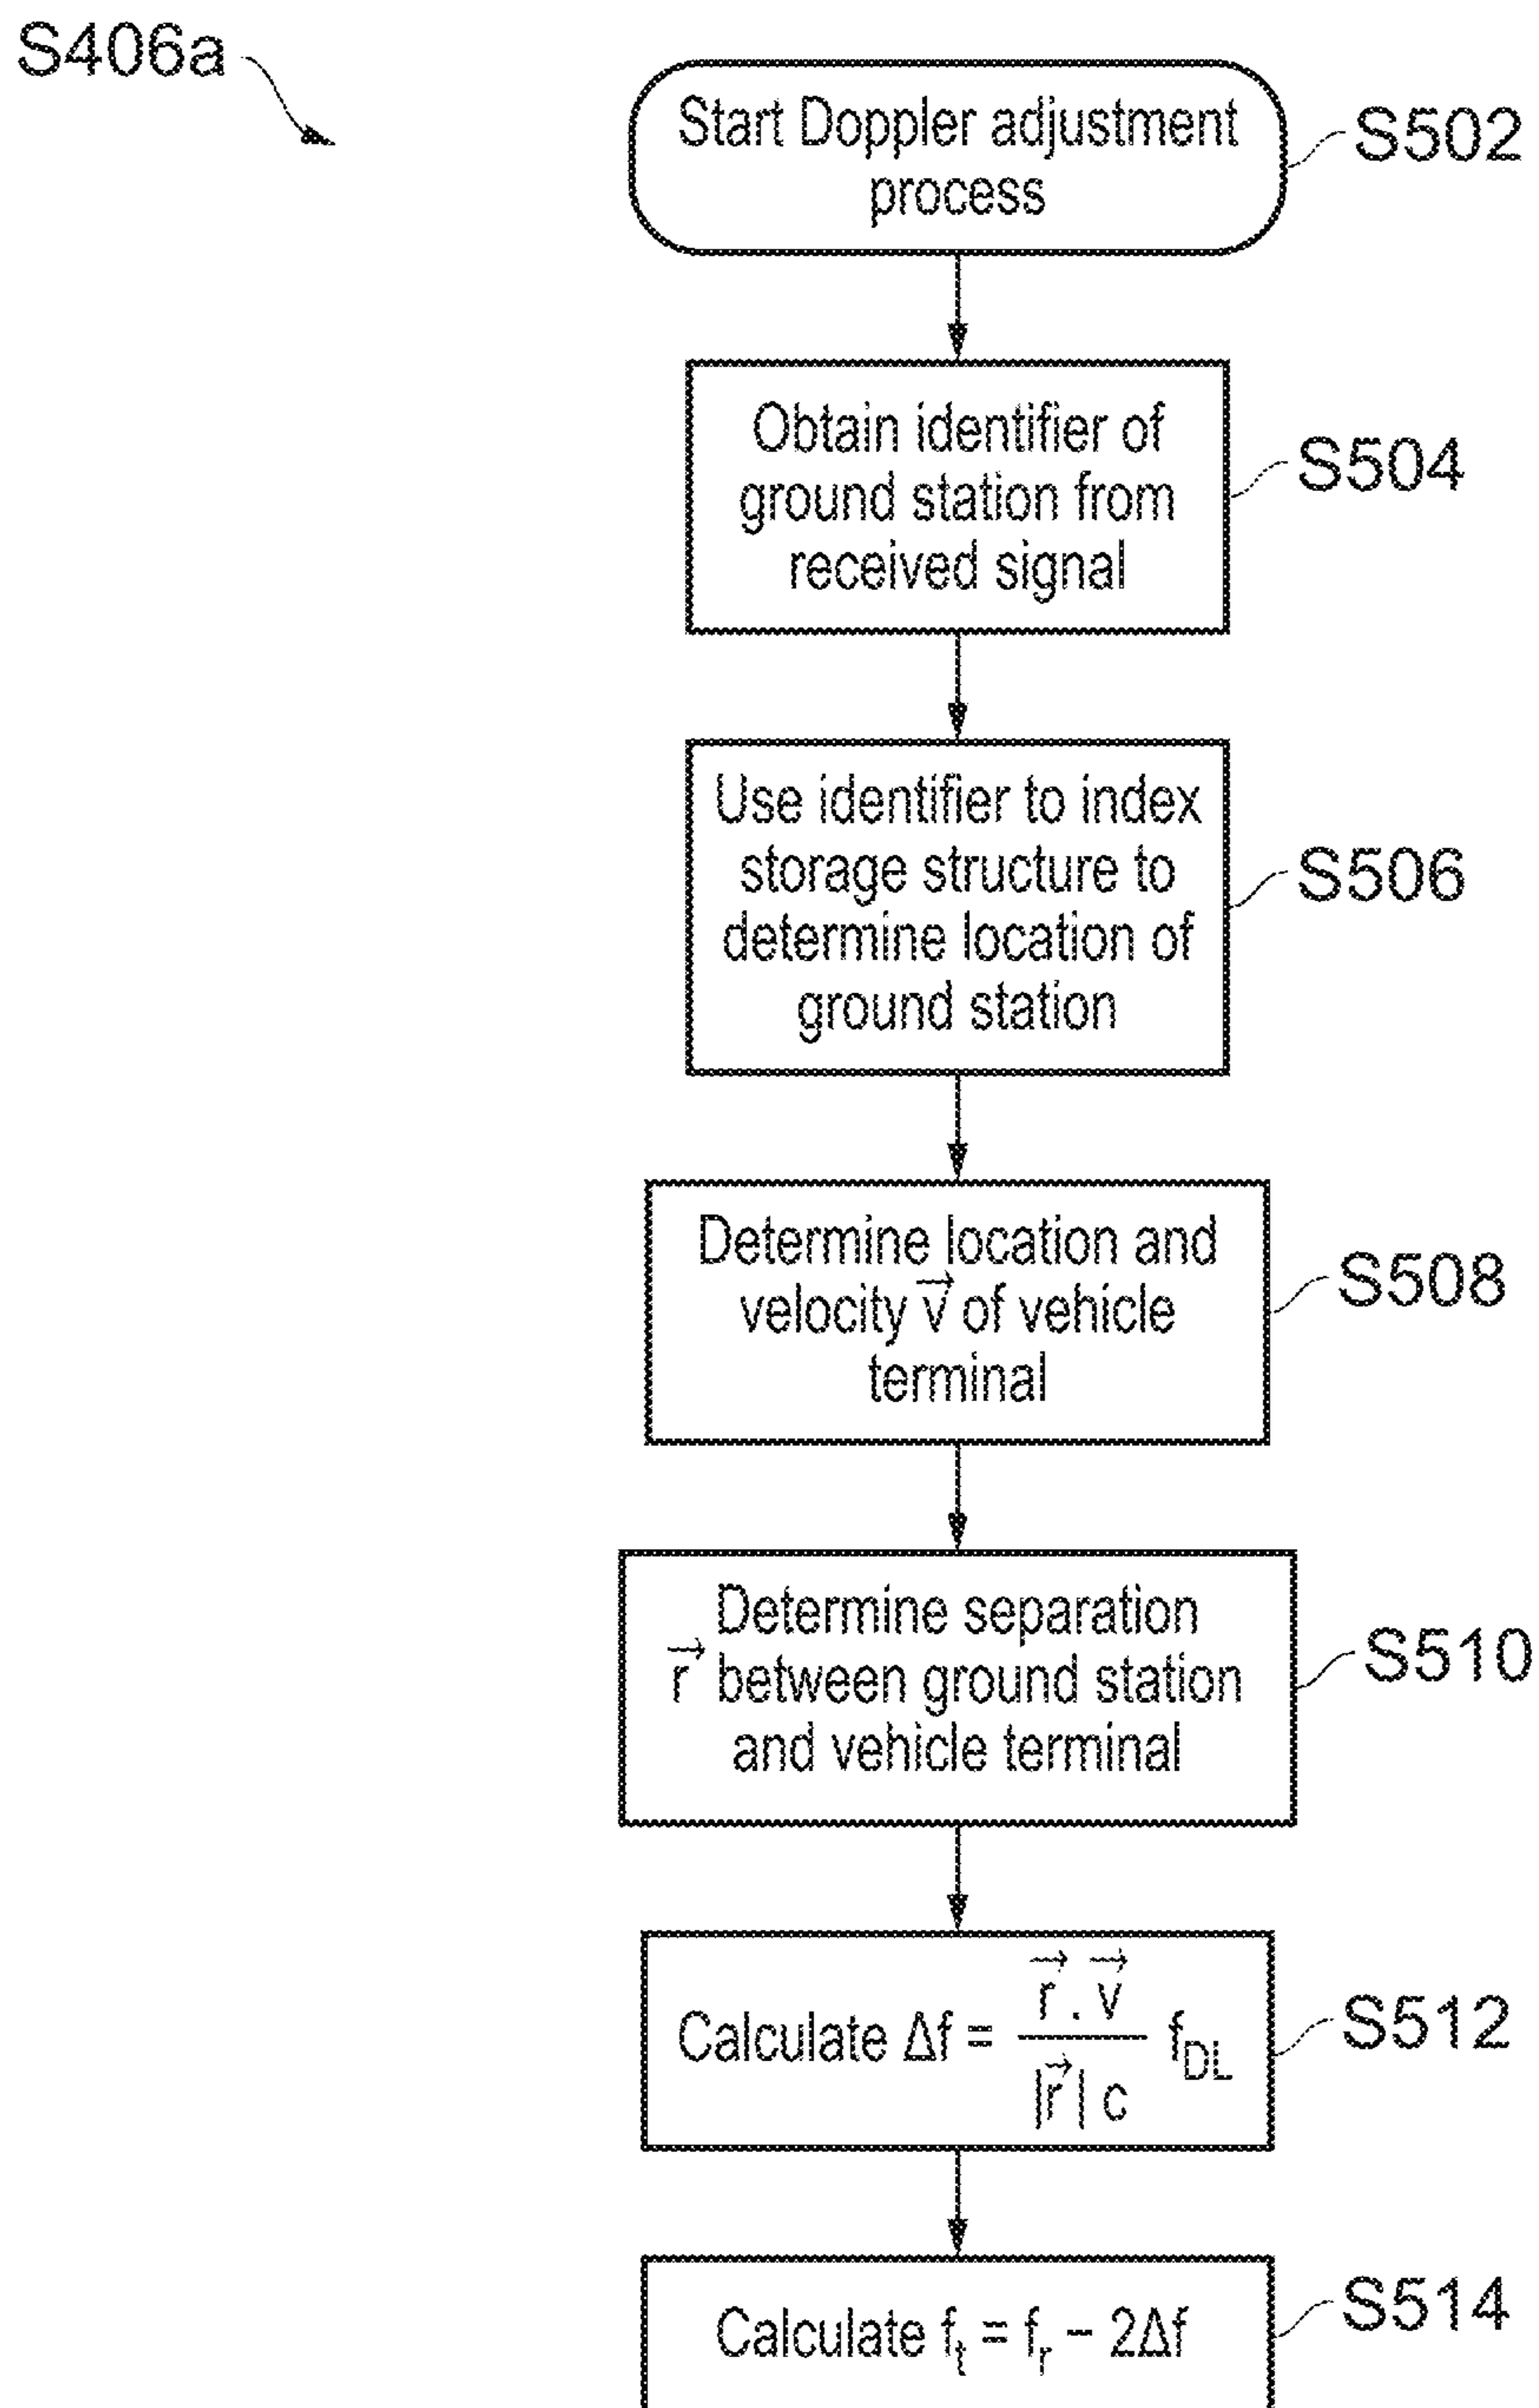 S406a
Start Doppler adjustment
process
S502
Obtain identifier of
ground station from
received signal
S504
Use identifier to index
storage structure to
determine location of
ground station
S506
Determine location and
velocity v⃗ of vehicle
terminal
S508
Determine separation
r⃗ between ground station
and vehicle terminal
S510
Calculate Δf = (r⃗ . v⃗ / |r⃗| c) f_DL
S512
Calculate f_t = f_r − 2Δf
S514